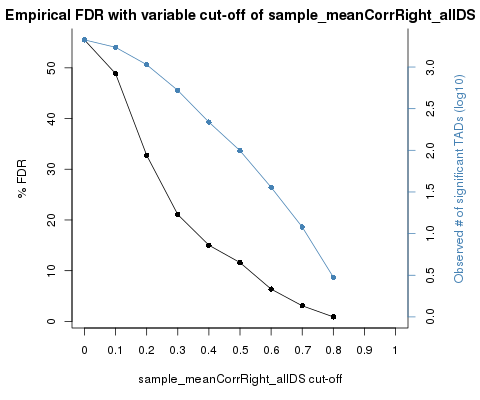 Empirical FDR with variable cut-off of sample_meanCorrRight_allDS
% FDR
50
40
30
20
10
0
3.0
2.5
2.0
1.5
1.0
0.5
0.0
Observed # of significant TADs (log10)
0 0.1 0.2 0.3 0.4 0.5 0.6 0.7 0.8 0.9 1
sample_meanCorrRight_allDS cut-off